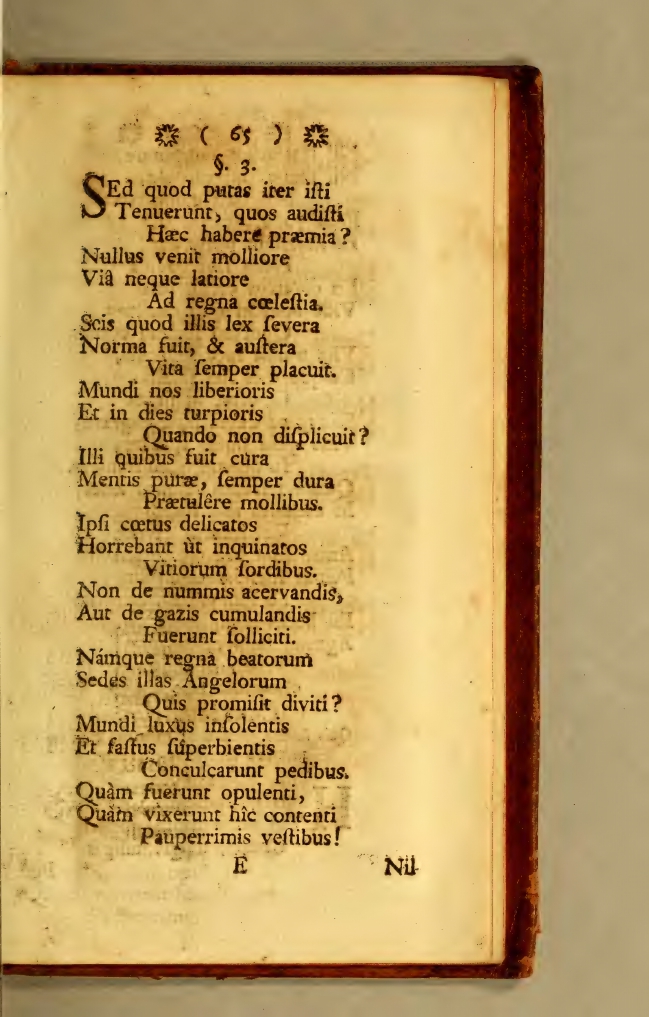 ( 65 )
§. 3.
SEd quod putas iter iſti
Tenuerunt, quos audiſti
Hæc habere præmia?
Nullus venit molliore
Viâ neque latiore
Ad regna cœleſtia.
Scis quod illis lex ſevera
Norma fuit, & auſtera
Vita ſemper placuit.
Mundi nos liberioris
Et in dies turpioris
Quando non diſplicuit?
Illi quibus fuit cura
Mentis puræ, ſemper dura
Prætulêre mollibus.
Ipſi cœtus delicatos
Horrebant ùt inquinatos
Vitiorum ſordibus.
Non de nummis acervandis,
Aut de gazis cumulandis
Fuerunt ſolliciti.
Námque regna beatorum
Sedes illas Angelorum
Quis promiſit diviti?
Mundi luxus inſolentis
Et faſtus ſuperbientis
Conculcarunt pedibus.
Quàm fuerunt opulenti,
Quàm vixerunt hîc contenti
Pauperrimis veſtibus!
E Nil